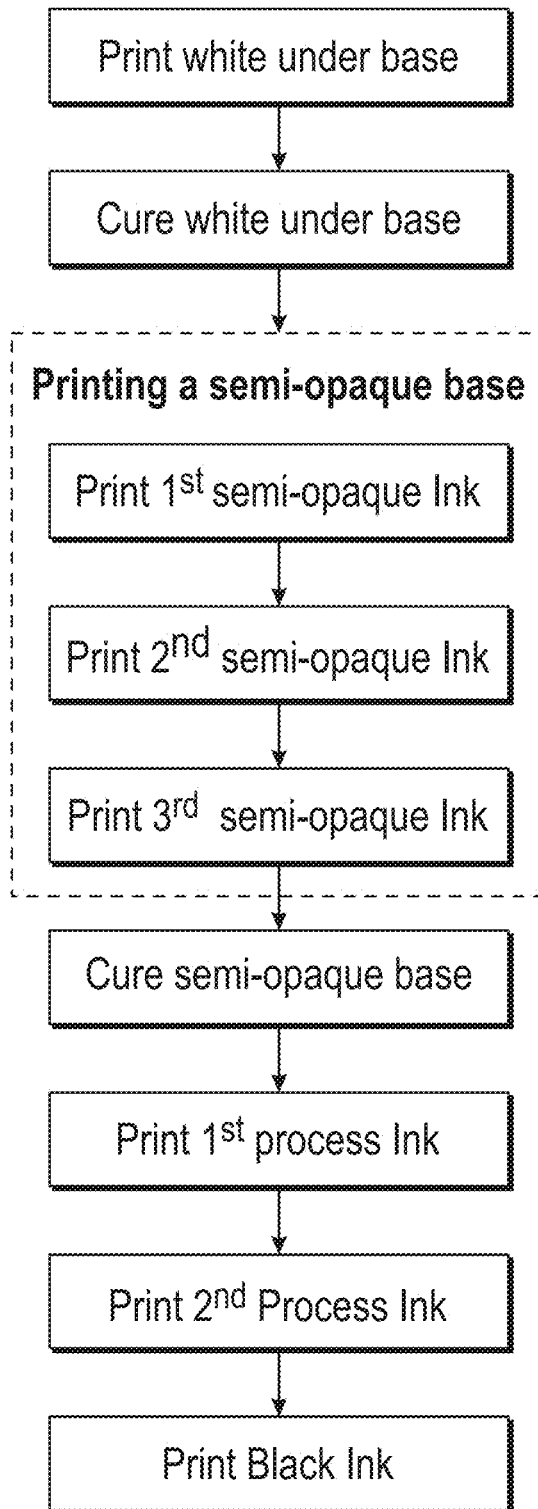 Print white under base
Cure white under base
Printing a semi-opaque base
Print 1st semi-opaque Ink
Print 2nd semi-opaque Ink
Print 3rd semi-opaque Ink
Cure semi-opaque base
Print 1st process Ink
Print 2nd Process Ink
Print Black Ink